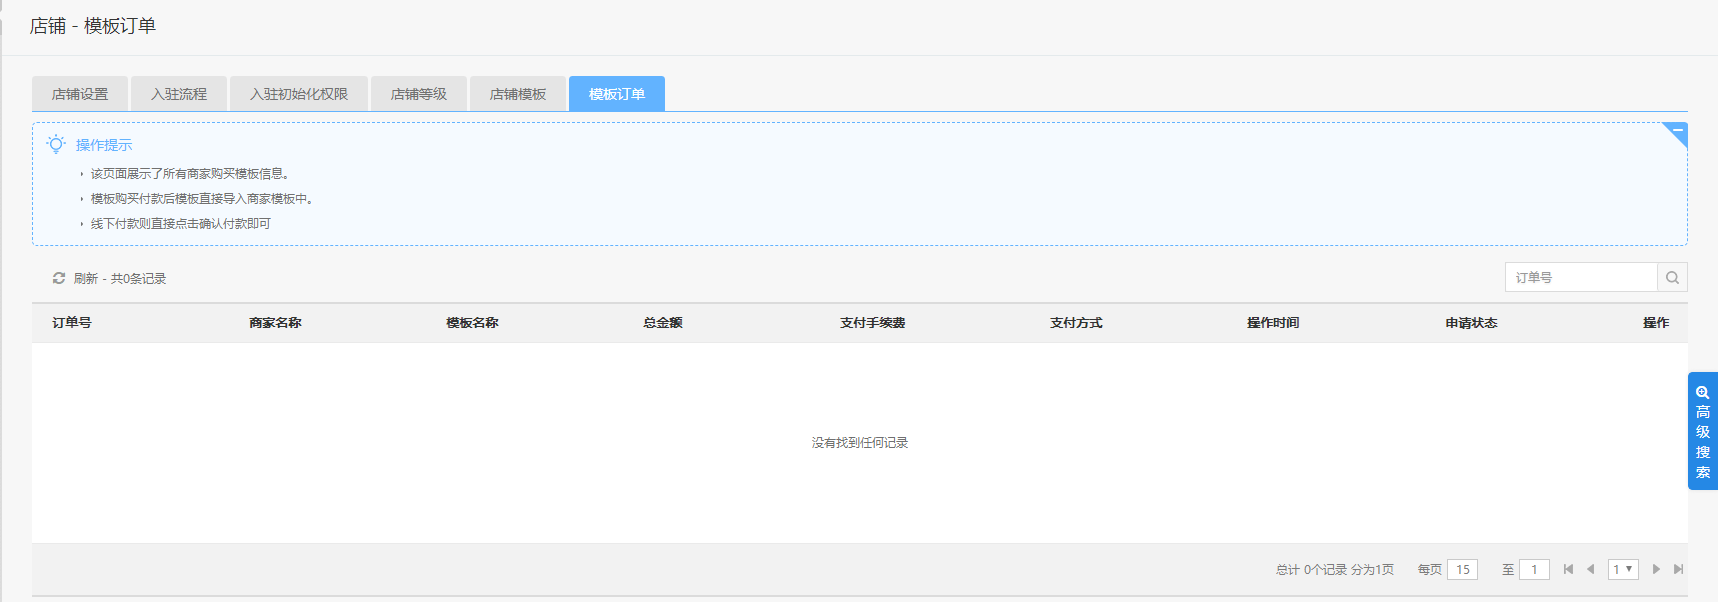 店铺 - 模板订单
店铺设置 入驻流程 入驻初始化权限 店铺等级 店铺模板 模板订单
操作提示
该页面展示了所有商家购买模板信息。
模板购买付款后模板直接导入商家模板中。
线下付款则直接点击确认付款即可
刷新 - 共0条记录 订单号
订单号 商家名称 模板名称 总金额 支付手续费 支付方式 操作时间 申请状态 操作
没有找到任何记录
高级搜索
总计 0个记录 分为1页 每页 15 至 1 1